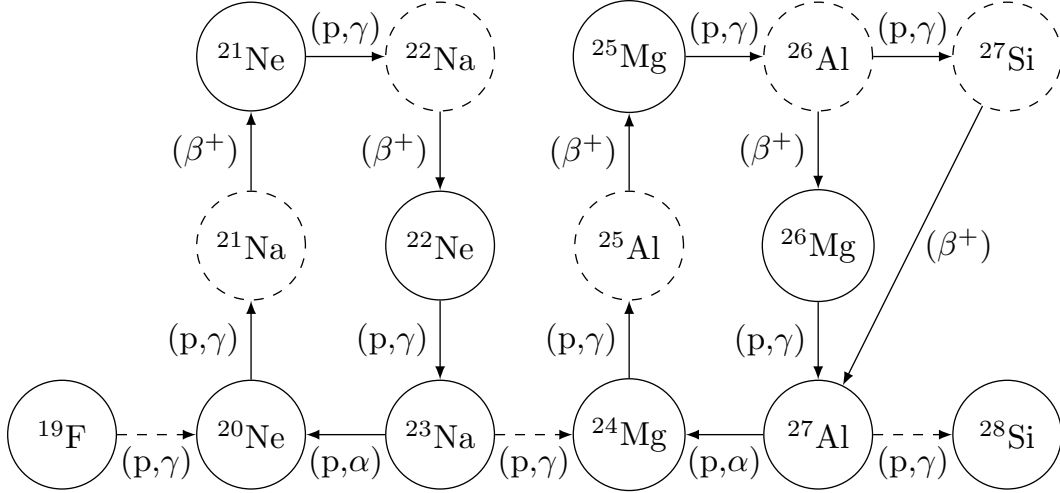 ²¹Ne (p,γ) ²²Na ²⁵Mg (p,γ) ²⁶Al (p,γ) ²⁷Si
(β⁺) (β⁺) (β⁺) (β⁺)
²¹Na ²²Ne ²⁵Al ²⁶Mg (β⁺)
(p,γ) (p,γ) (p,γ) (p,γ)
¹⁹F (p,γ) ²⁰Ne (p,α) ²³Na (p,γ) ²⁴Mg (p,α) ²⁷Al (p,γ) ²⁸Si